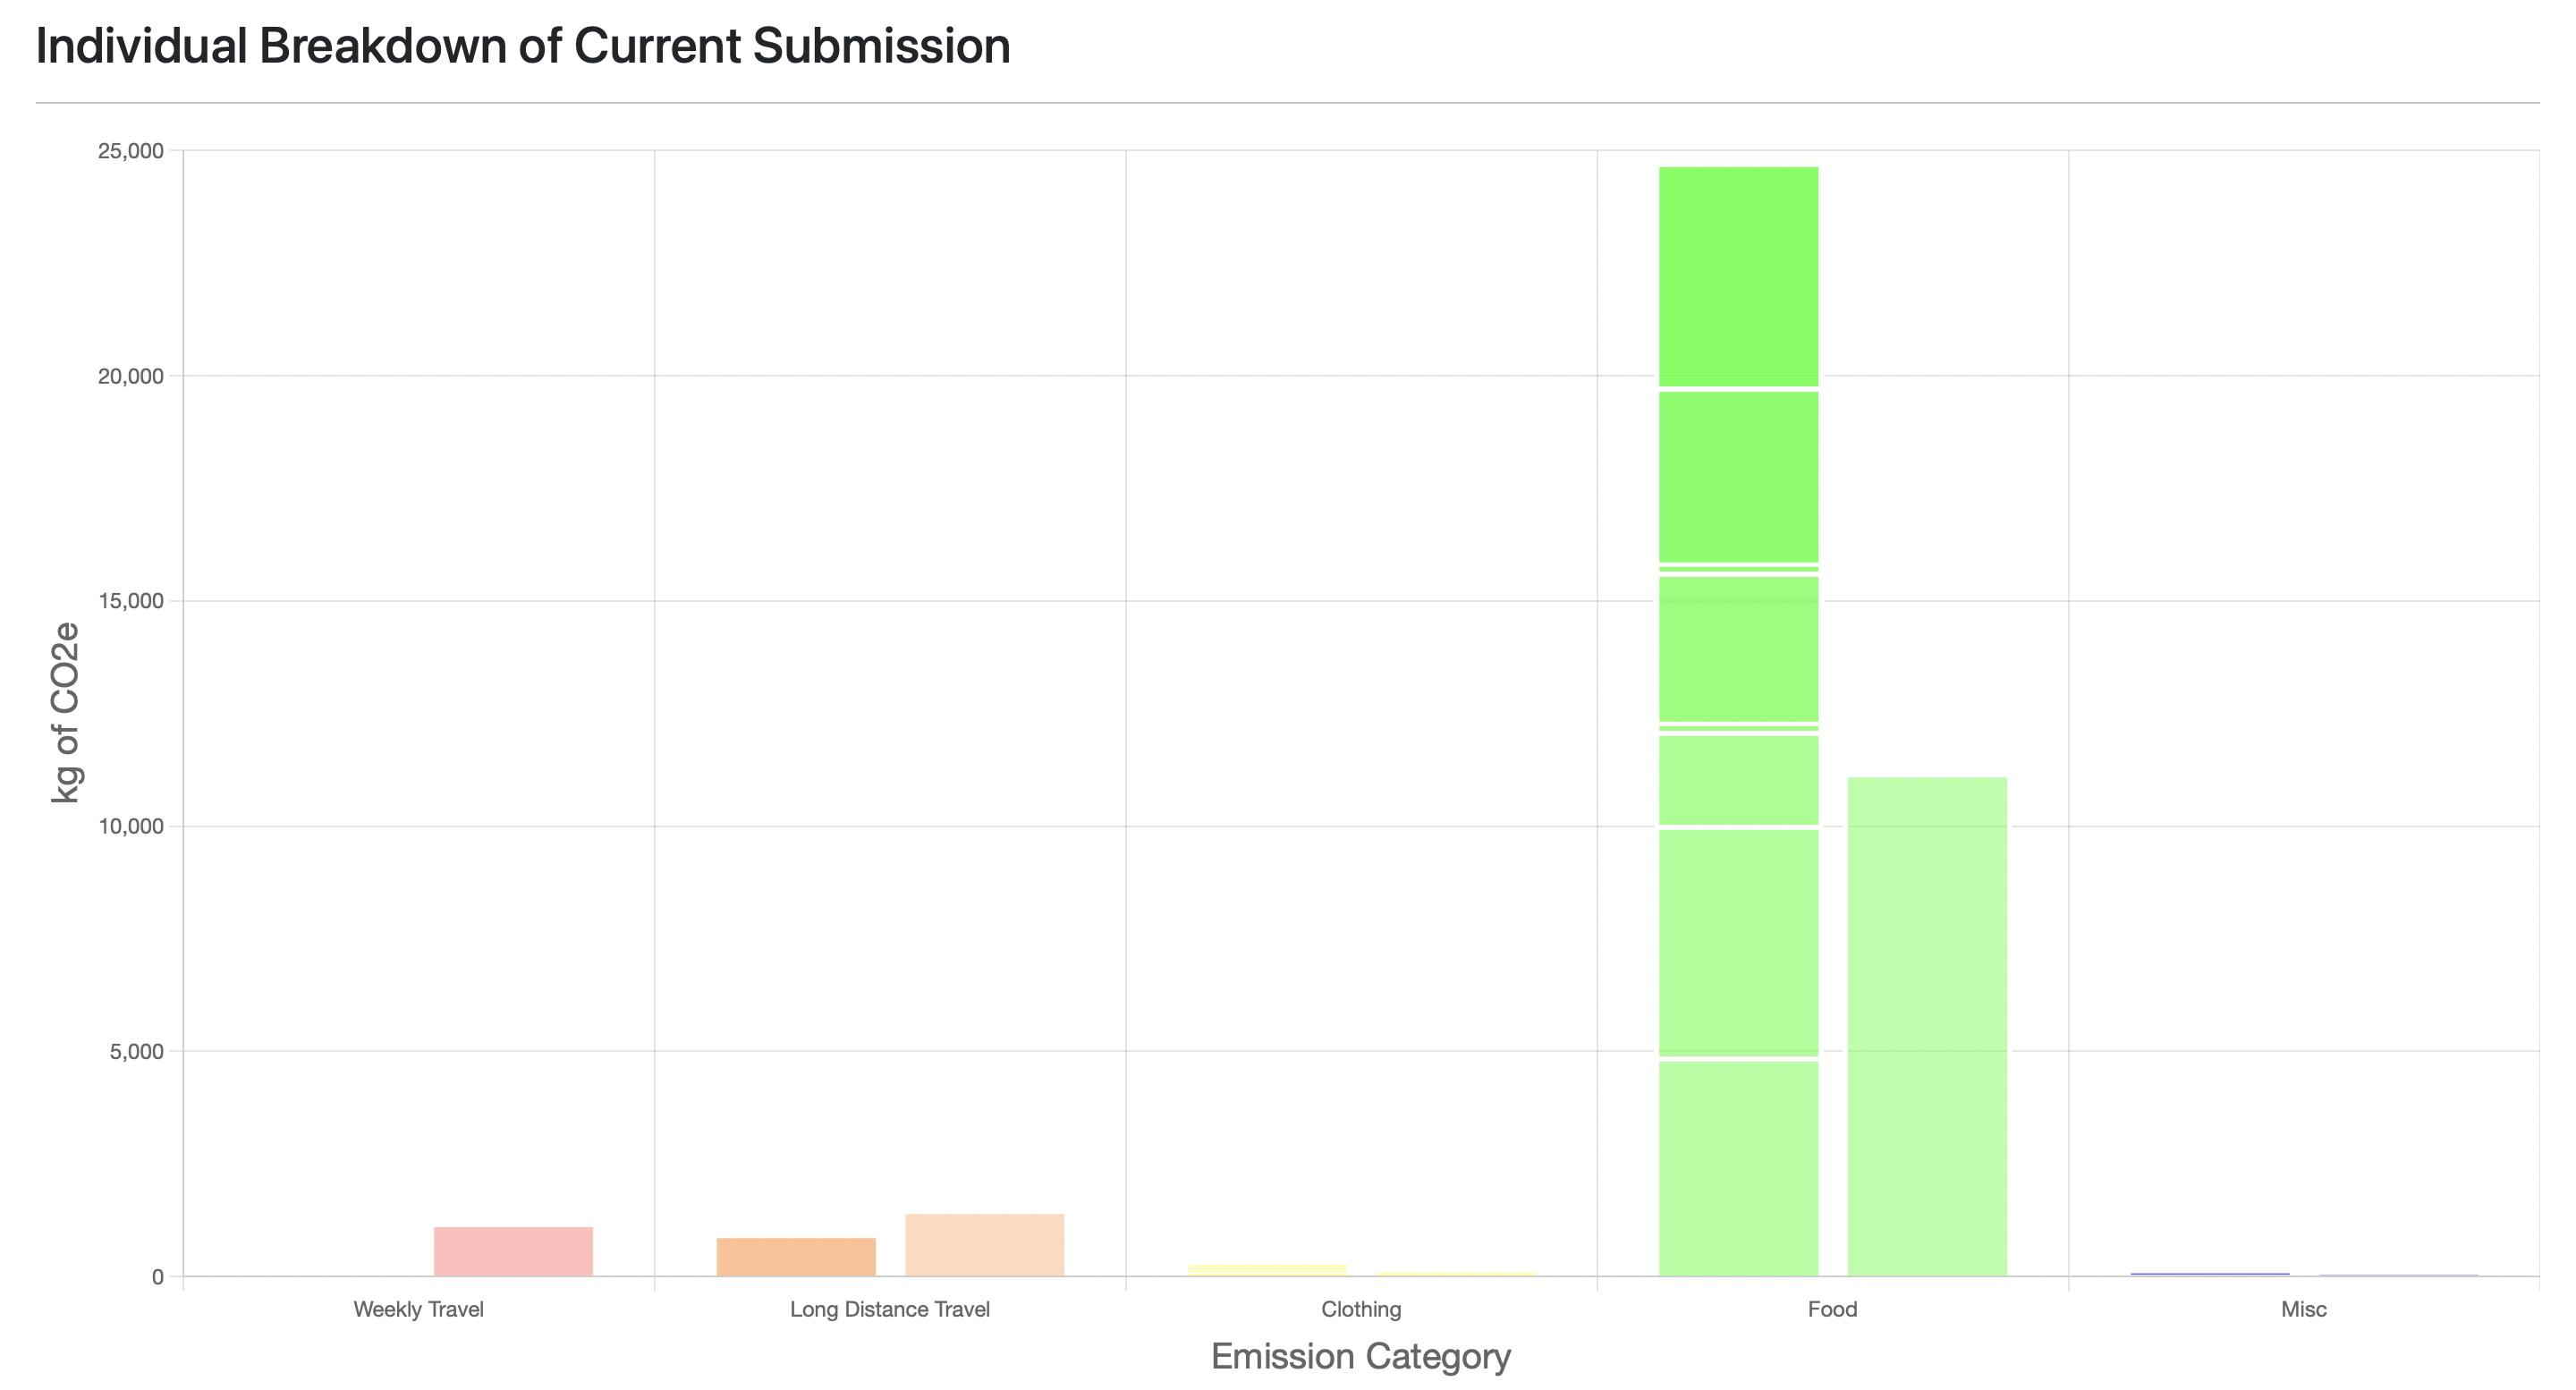 Individual Breakdown of Current Submission
25,000
20,000
15,000
10,000
5,000
0
kg of CO2e
Weekly Travel
Long Distance Travel
Clothing
Food
Misc
Emission Category